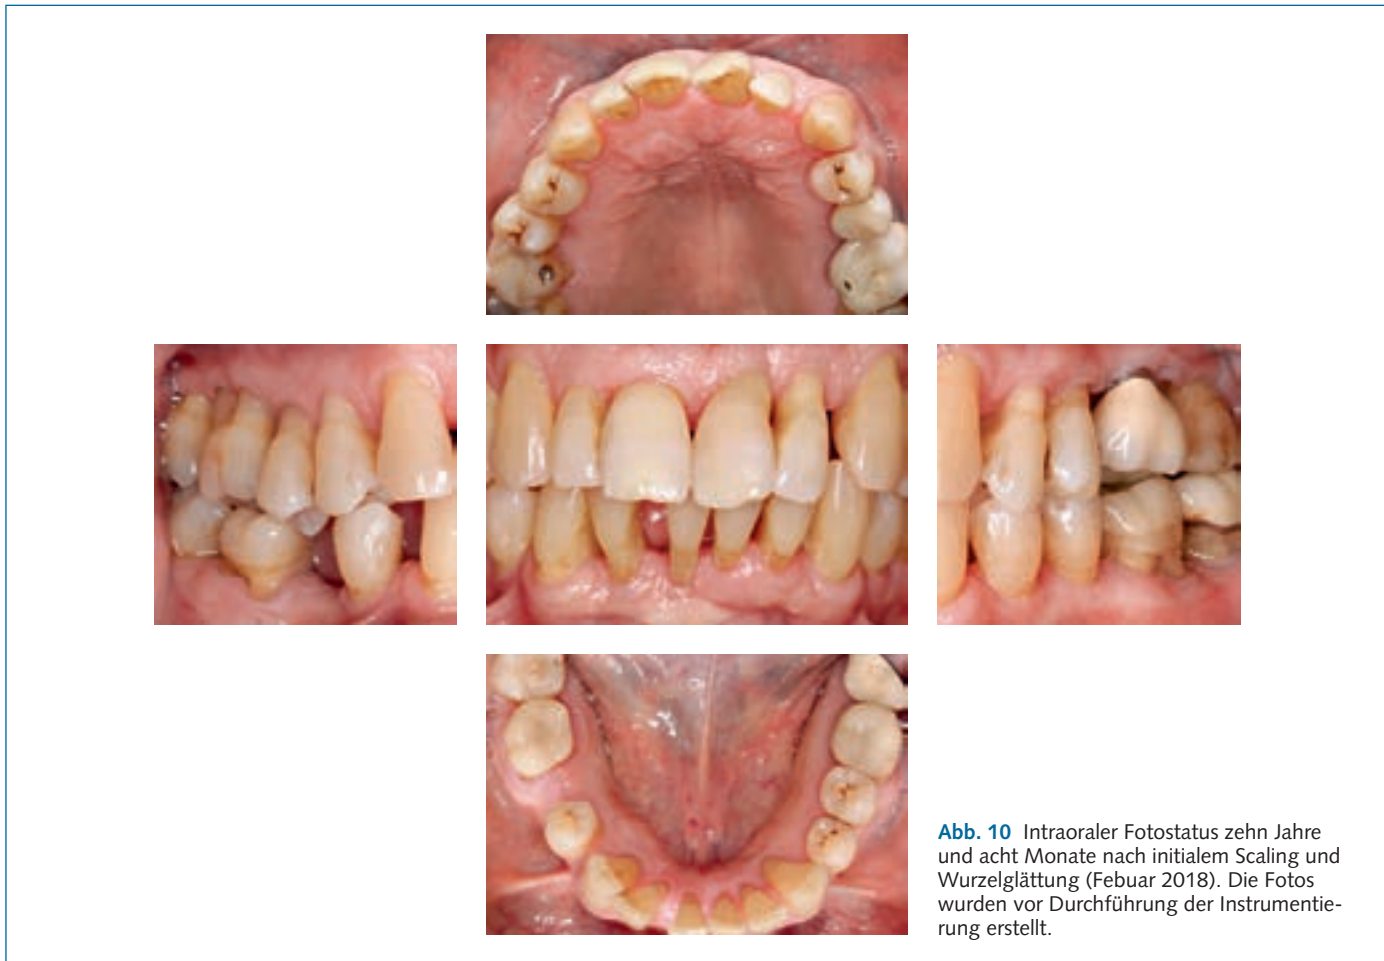 Abb. 10 Intraoraler Fotostatus zehn Jahre
und acht Monate nach initialem Scaling und
Wurzelglättung (Febuar 2018). Die Fotos
wurden vor Durchführung der Instrumentie-
rung erstellt.